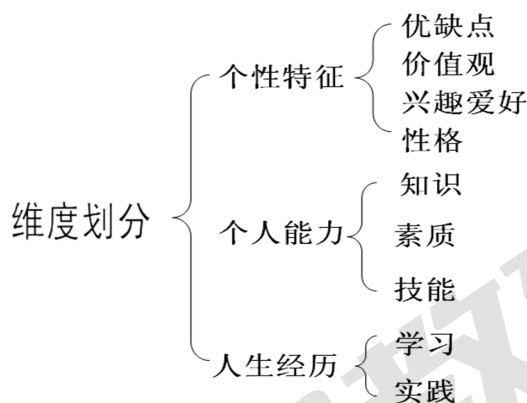 维度划分
个性特征
优缺点
价值观
兴趣爱好
性格
个人能力
知识
素质
技能
人生经历
学习
实践